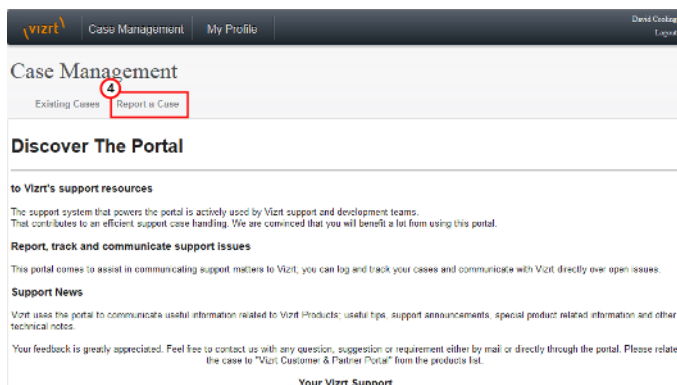 vizrt Case Management My Profile
David Cooling
Logout
Case Management
4
Existing Cases Report a Case
Discover The Portal
to Vizrt's support resources
The support system that powers the portal is actively used by Vizrt support and development teams.
That contributes to an efficient support case handling. We are convinced that you will benefit a lot from using this portal.
Report, track and communicate support issues
This portal comes to assist in communicating support matters to Vizrt; you can log and track your cases and communicate with Vizrt directly over open issues.
Support News
Vizrt uses the portal to communicate useful information related to Vizrt Products; useful tips, support announcements, special product related information and other
technical notes.
Your feedback is greatly appreciated. Feel free to contact us with any question, suggestion or requirement either by mail or directly through the portal. Please relate
the case to "Vizrt Customer & Partner Portal" from the products list.
Your Vizrt Support